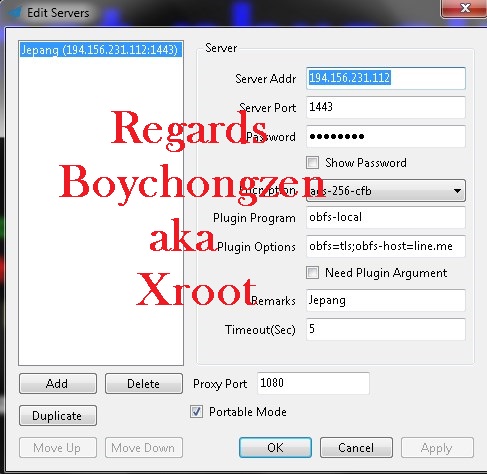 Edit Servers
Jepang (194.156.231.112:1443)
Server
Server Addr 194.156.231.112
Server Port 1443
Password ●●●●●●●●
Show Password
Encryption aes-256-cfb
Plugin Program obfs-local
Plugin Options obfs=tls;obfs-host=line.me
Need Plugin Argument
Remarks Jepang
Timeout(Sec) 5
Regards
Boychongzen
aka
Xroot
Add Delete Proxy Port 1080
Duplicate Portable Mode
Move Up Move Down OK Cancel Apply